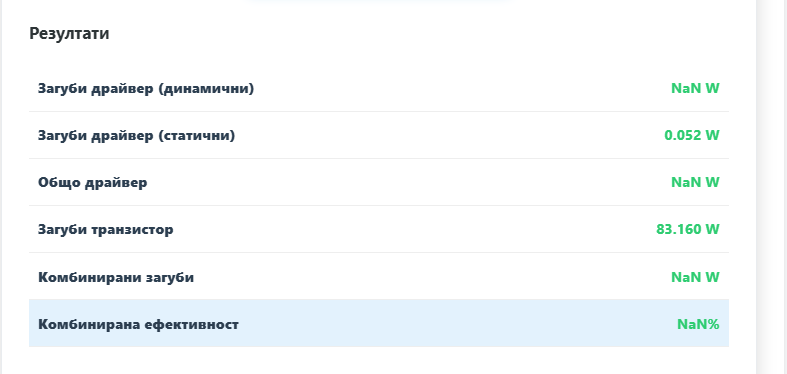 Резултати
Загуби драйвер (динамични) NaN W
Загуби драйвер (статични) 0.052 W
Общо драйвер NaN W
Загуби транзистор 83.160 W
Комбинирани загуби NaN W
Комбинирана ефективност NaN%